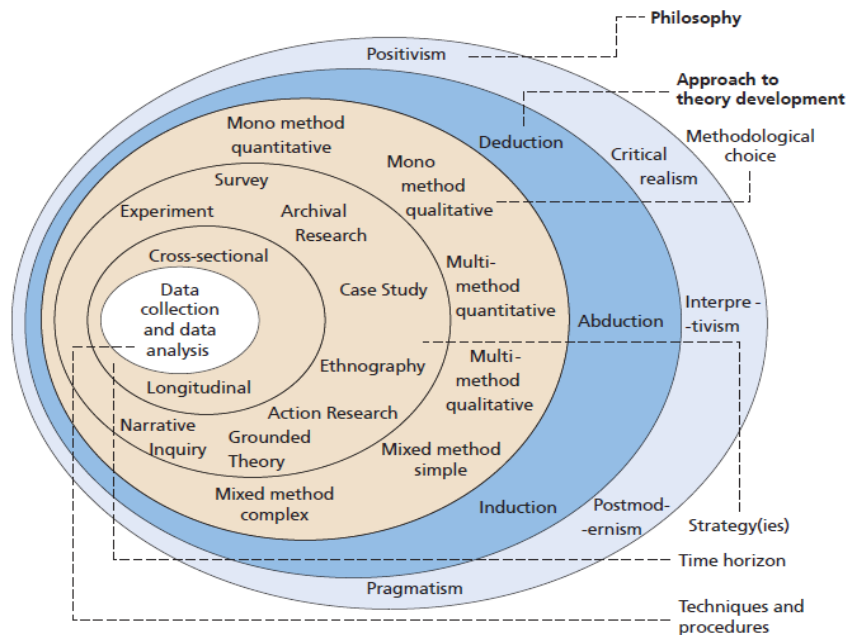 Philosophy
Positivism
Approach to
theory development
Mono method
quantitative
Deduction
Methodological
choice
Critical
realism
Mono
method
qualitative
Survey
Experiment
Archival
Research
Cross-sectional
Multi-
method
quantitative
Data
collection
and data
analysis
Case Study
Interpre-
-tivism
Abduction
Ethnography
Multi-
method
qualitative
Longitudinal
Action Research
Narrative
Inquiry
Grounded
Theory
Mixed method
simple
Mixed method
complex
Induction
Postmod-
-ernism
Strategy(ies)
Time horizon
Pragmatism
Techniques and
procedures